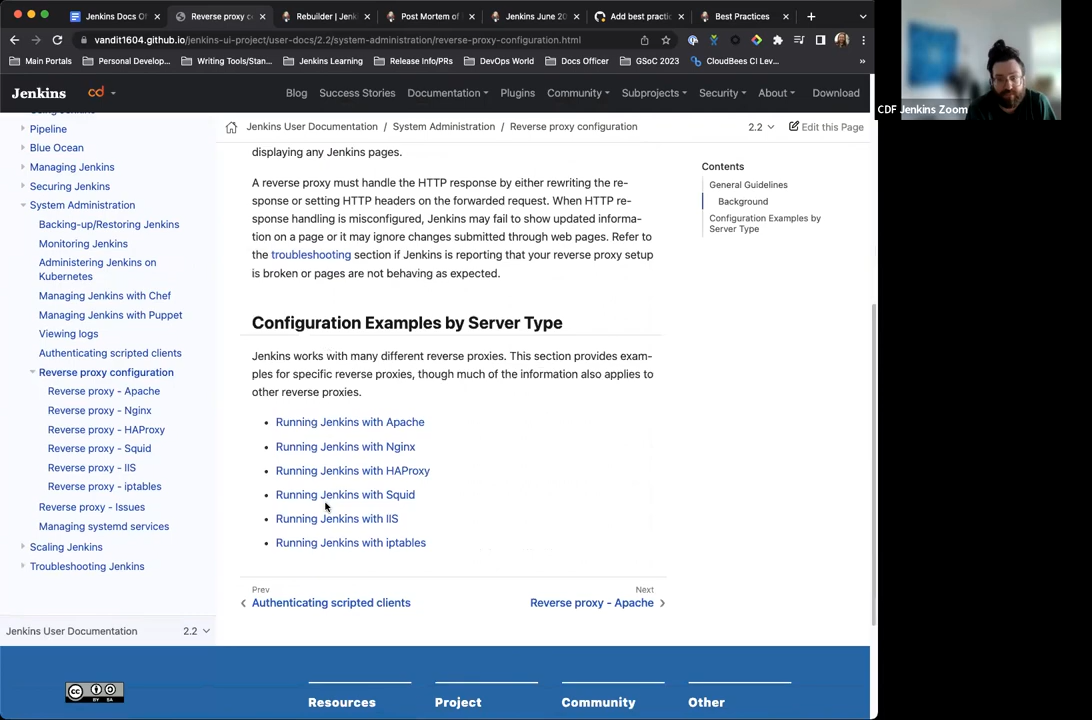 Jenkins Docs Of
Reverse proxy c
Rebuilder | Jenk
Post Mortem of
Jenkins June 20
Add best practic
Best Practices
vandit1604.github.io/jenkins-ui-project/user-docs/2.2/system-administration/reverse-proxy-configuration.html
Main Portals
Personal Develop...
Writing Tools/Stan...
Jenkins Learning
Release Info/PRs
DevOps World
Docs Officer
GSoC 2023
CloudBees CI Lev...
Jenkins
cd
Blog
Success Stories
Documentation
Plugins
Community
Subprojects
Security
About
Download
CDF Jenkins Zoom
Pipeline
Blue Ocean
Managing Jenkins
Securing Jenkins
System Administration
Backing-up/Restoring Jenkins
Monitoring Jenkins
Administering Jenkins on
Kubernetes
Managing Jenkins with Chef
Managing Jenkins with Puppet
Viewing logs
Authenticating scripted clients
Reverse proxy configuration
Reverse proxy - Apache
Reverse proxy - Nginx
Reverse proxy - HAProxy
Reverse proxy - Squid
Reverse proxy - IIS
Reverse proxy - iptables
Reverse proxy - Issues
Managing systemd services
Scaling Jenkins
Troubleshooting Jenkins
Jenkins User Documentation
2.2
Jenkins User Documentation / System Administration / Reverse proxy configuration
2.2
Edit this Page
displaying any Jenkins pages.
A reverse proxy must handle the HTTP response by either rewriting the re-
sponse or setting HTTP headers on the forwarded request. When HTTP re-
sponse handling is misconfigured, Jenkins may fail to show updated informa-
tion on a page or it may ignore changes submitted through web pages. Refer to
the troubleshooting section if Jenkins is reporting that your reverse proxy setup
is broken or pages are not behaving as expected.
Configuration Examples by Server Type
Jenkins works with many different reverse proxies. This section provides exam-
ples for specific reverse proxies, though much of the information also applies to
other reverse proxies.
Running Jenkins with Apache
Running Jenkins with Nginx
Running Jenkins with HAProxy
Running Jenkins with Squid
Running Jenkins with IIS
Running Jenkins with iptables
Prev
Authenticating scripted clients
Next
Reverse proxy - Apache
Contents
General Guidelines
Background
Configuration Examples by
Server Type
cc
BY SA
Resources
Project
Community
Other